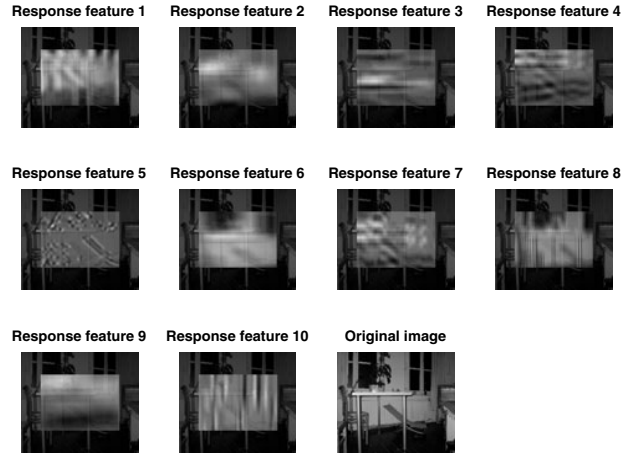 Response feature 1 Response feature 2 Response feature 3 Response feature 4
Response feature 5 Response feature 6 Response feature 7 Response feature 8
Response feature 9 Response feature 10 Original image